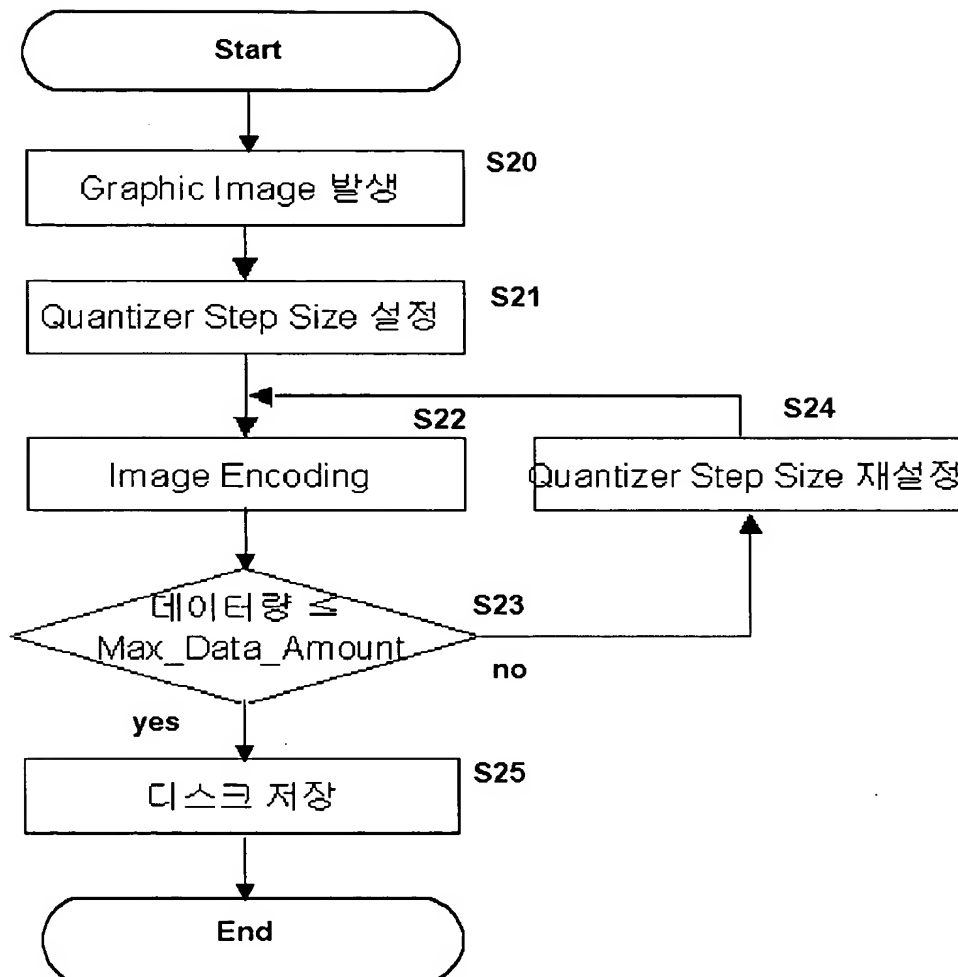 Start
S20
Graphic Image 발생
S21
Quantizer Step Size 설정
S22
S24
Image Encoding
Quantizer Step Size 재설정
데이터량 ≤
Max_Data_Amount
S23
no
yes
S25
디스크 저장
End